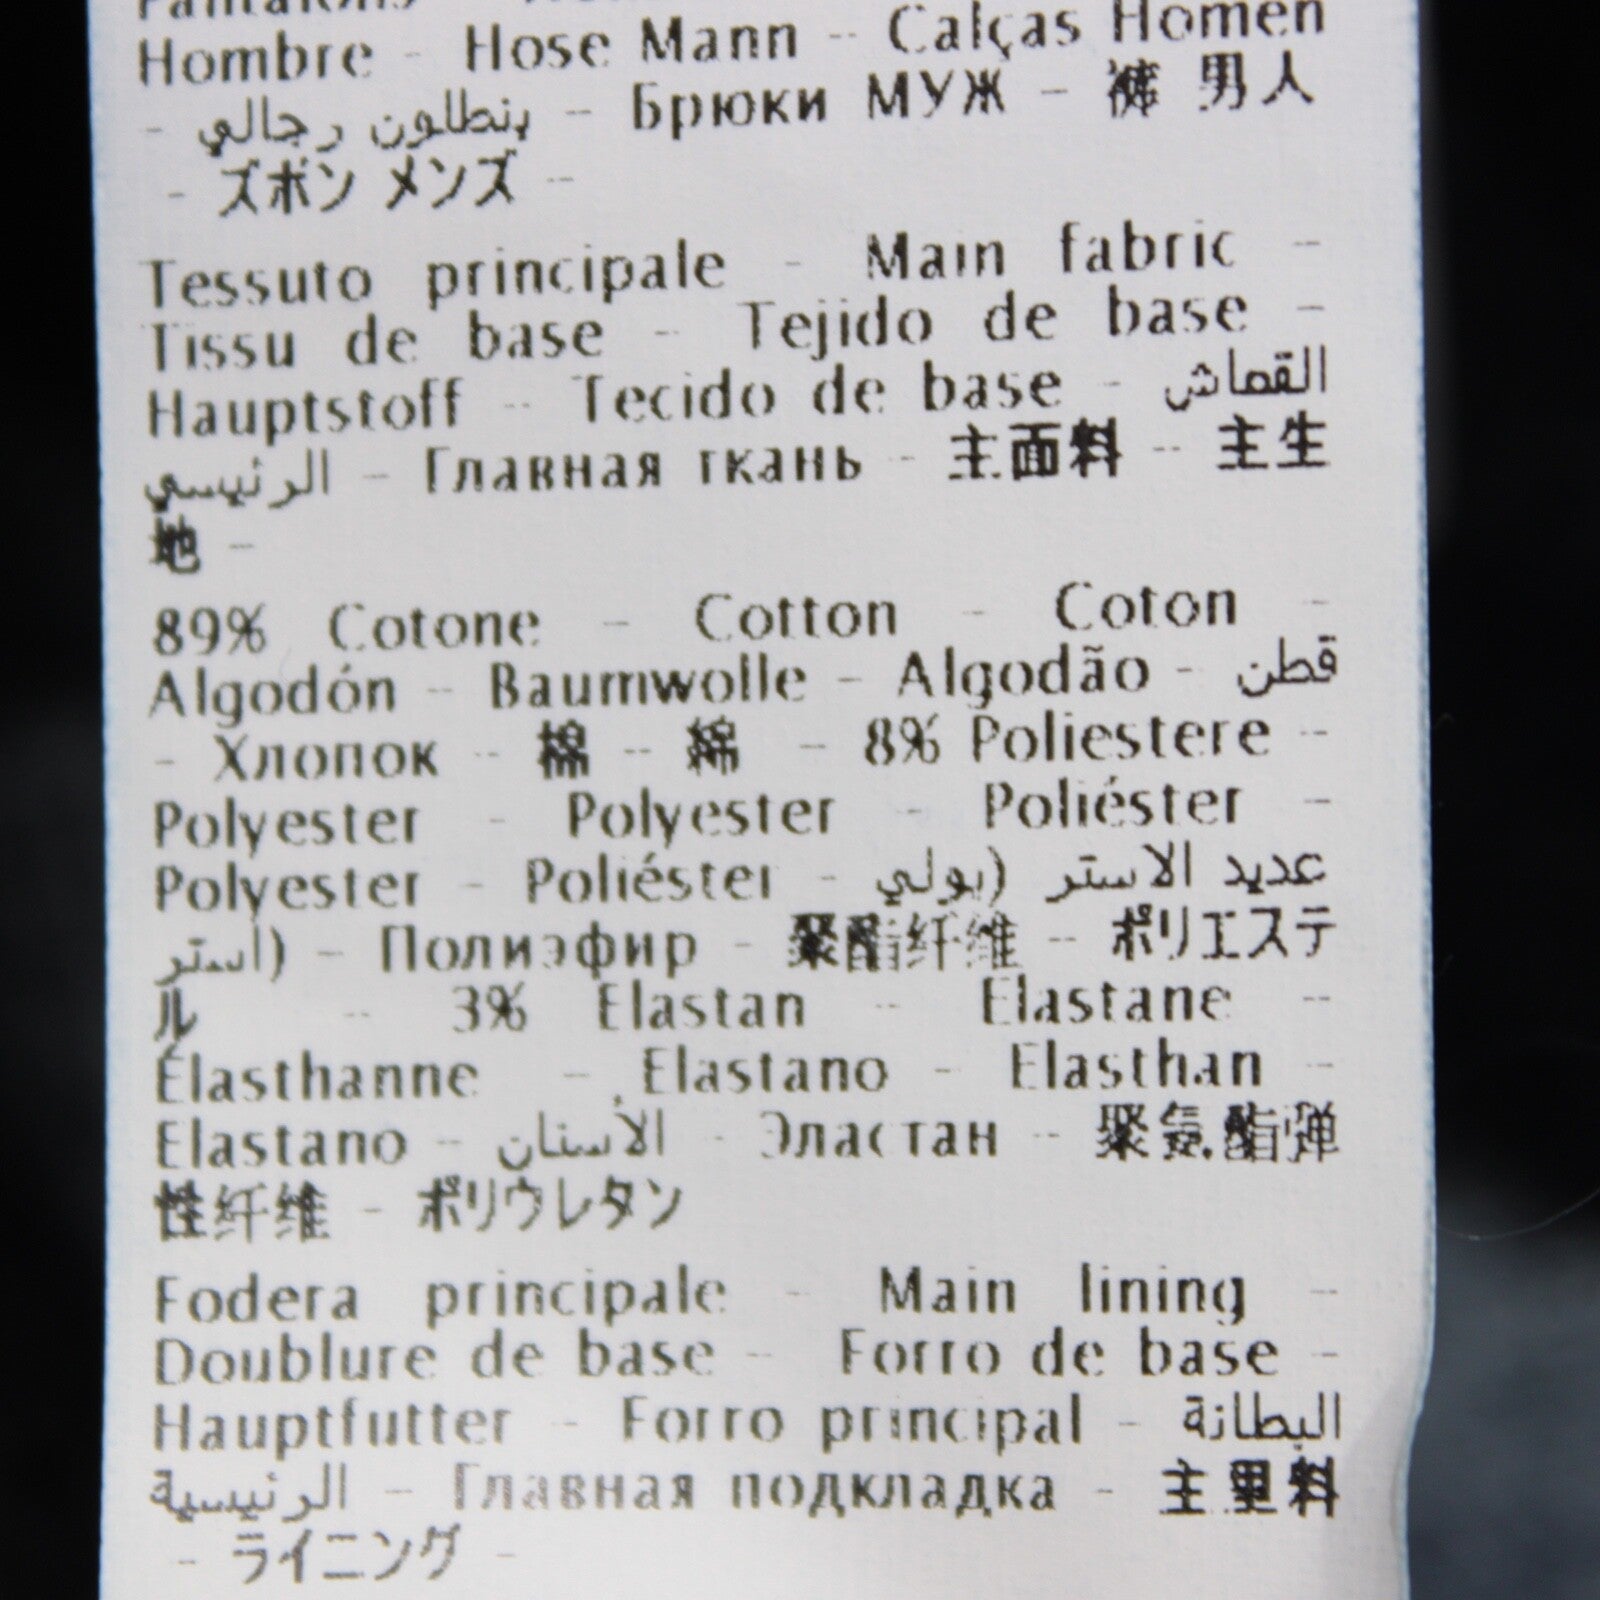 Hombre - Hose Mann - Calças Homen
- بنطلون رجالي - Брюки МУЖ - 裤 男人
- ズボン メンズ -
Tessuto principale - Main fabric -
Tissu de base - Tejido de base -
Hauptstoff - Tecido de base - القماش
الرئيسي - Главная ткань - 主面料 - 主生
地 -
89% Cotone - Cotton - Coton -
Algodón - Baumwolle - Algodão - قطن
- Хлопок - 棉 - 綿 - 8% Poliestere -
Polyester - Polyester - Poliéster -
Polyester - Poliéster - عديد الاستر (بولي
استر) - Полиэфир - 聚酯纤维 - ポリエステ
ル - 3% Elastan - Elastane -
Élasthanne - Elastano - Elasthan -
Elastano - الأستان - Эластан - 聚氨酯弹
性纤维 - ポリウレタン
Fodera principale - Main lining -
Doublure de base - Forro de base -
Hauptfutter - Forro principal - البطانة
الرئيسية - Главная подкладка - 主里料
- ライニング -